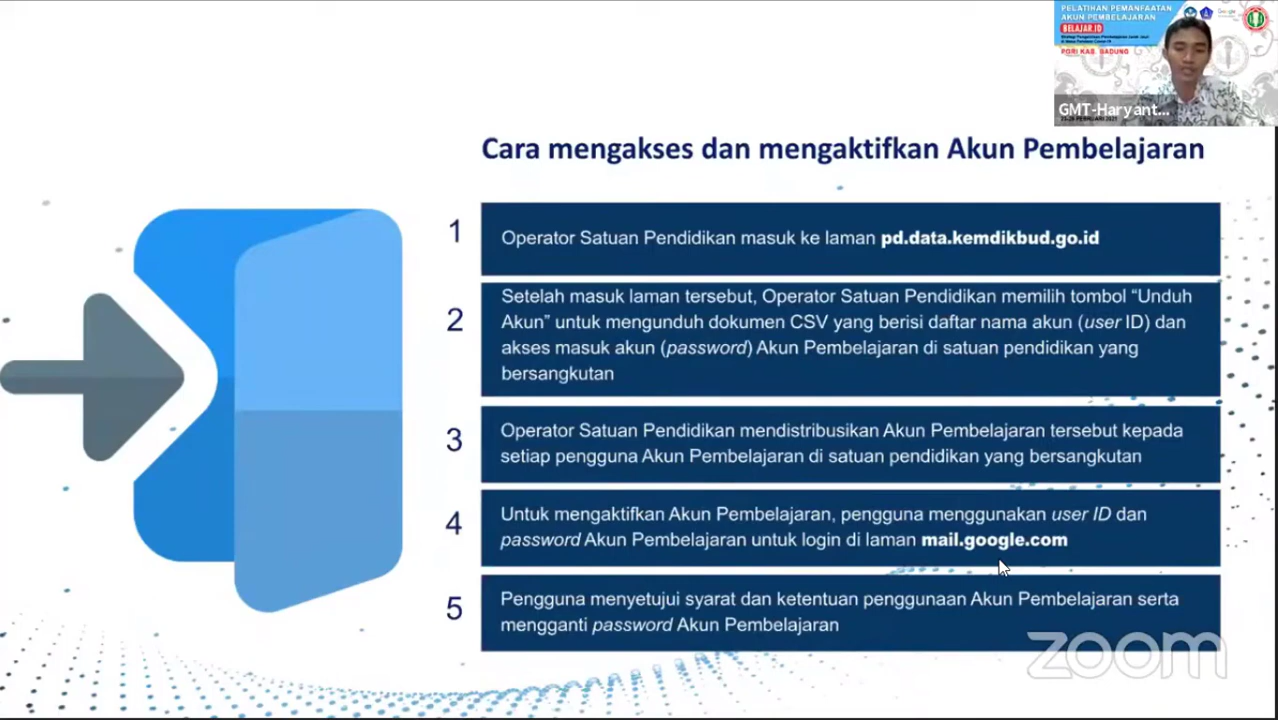 PELATIHAN PEMANFAATAN
AKUN PEMBELAJARAN
BELAJAR.ID
PGRI KAB. BADUNG
Google
GMT-Haryant...
Cara mengakses dan mengaktifkan Akun Pembelajaran
1
Operator Satuan Pendidikan masuk ke laman pd.data.kemdikbud.go.id
2
Setelah masuk laman tersebut, Operator Satuan Pendidikan memilih tombol “Unduh
Akun” untuk mengunduh dokumen CSV yang berisi daftar nama akun (user ID) dan
akses masuk akun (password) Akun Pembelajaran di satuan pendidikan yang
bersangkutan
3
Operator Satuan Pendidikan mendistribusikan Akun Pembelajaran tersebut kepada
setiap pengguna Akun Pembelajaran di satuan pendidikan yang bersangkutan
4
Untuk mengaktifkan Akun Pembelajaran, pengguna menggunakan user ID dan
password Akun Pembelajaran untuk login di laman mail.google.com
5
Pengguna menyetujui syarat dan ketentuan penggunaan Akun Pembelajaran serta
mengganti password Akun Pembelajaran
zoom